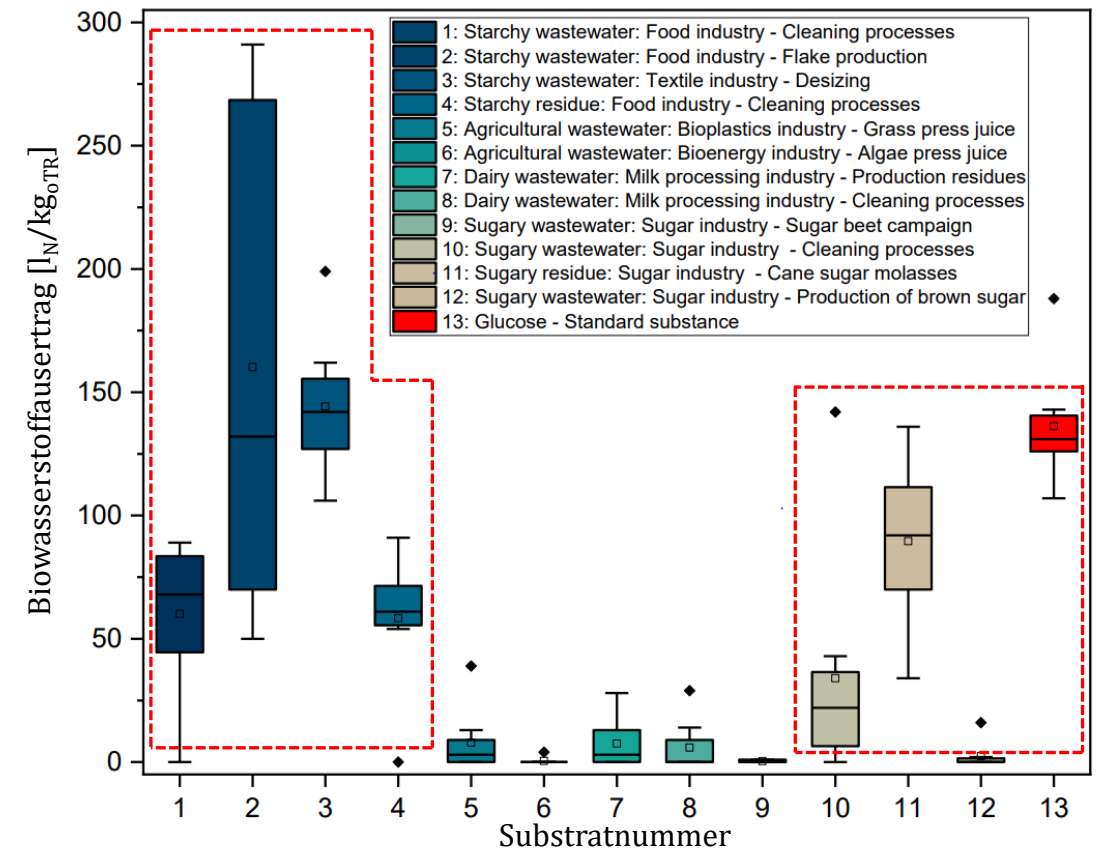 300
250
200
150
100
50
0
Biowasserstoffausertrag [l_N/kg_oTR]
1: Starchy wastewater: Food industry - Cleaning processes
2: Starchy wastewater: Food industry - Flake production
3: Starchy wastewater: Textile industry - Desizing
4: Starchy residue: Food industry - Cleaning processes
5: Agricultural wastewater: Bioplastics industry - Grass press juice
6: Agricultural wastewater: Bioenergy industry - Algae press juice
7: Dairy wastewater: Milk processing industry - Production residues
8: Dairy wastewater: Milk processing industry - Cleaning processes
9: Sugary wastewater: Sugar industry - Sugar beet campaign
10: Sugary wastewater: Sugar industry - Cleaning processes
11: Sugary residue: Sugar industry - Cane sugar molasses
12: Sugary wastewater: Sugar industry - Production of brown sugar
13: Glucose - Standard substance
1 2 3 4 5 6 7 8 9 10 11 12 13
Substratnummer